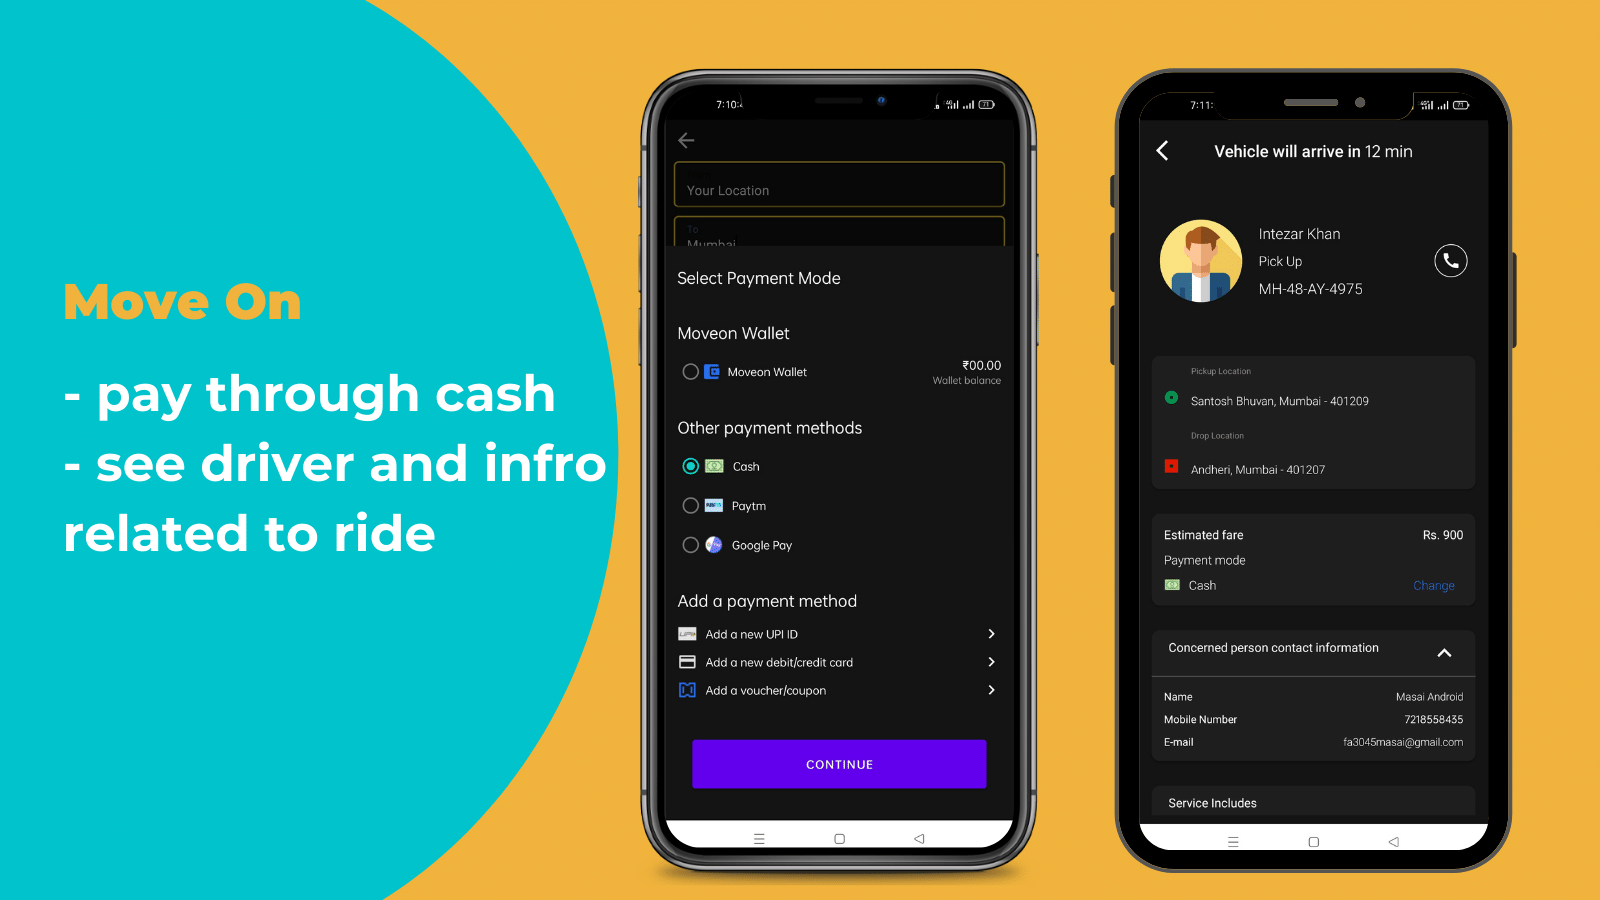 Move On
- pay through cash
- see driver and infro
related to ride
7:10
4G
71
Your Location
To
Mumbai
Select Payment Mode
Moveon Wallet
Moveon Wallet
₹00.00
Wallet balance
Other payment methods
Cash
Paytm
Google Pay
Add a payment method
UPI Add a new UPI ID
Add a new debit/credit card
Add a voucher/coupon
CONTINUE
7:11:
4G
71
Vehicle will arrive in 12 min
Intezar Khan
Pick Up
MH-48-AY-4975
Pickup Location
Santosh Bhuvan, Mumbai - 401209
Drop Location
Andheri, Mumbai - 401207
Estimated fare Rs. 900
Payment mode
Cash Change
Concerned person contact information
Name Masai Android
Mobile Number 7218558435
E-mail fa3045masai@gmail.com
Service Includes